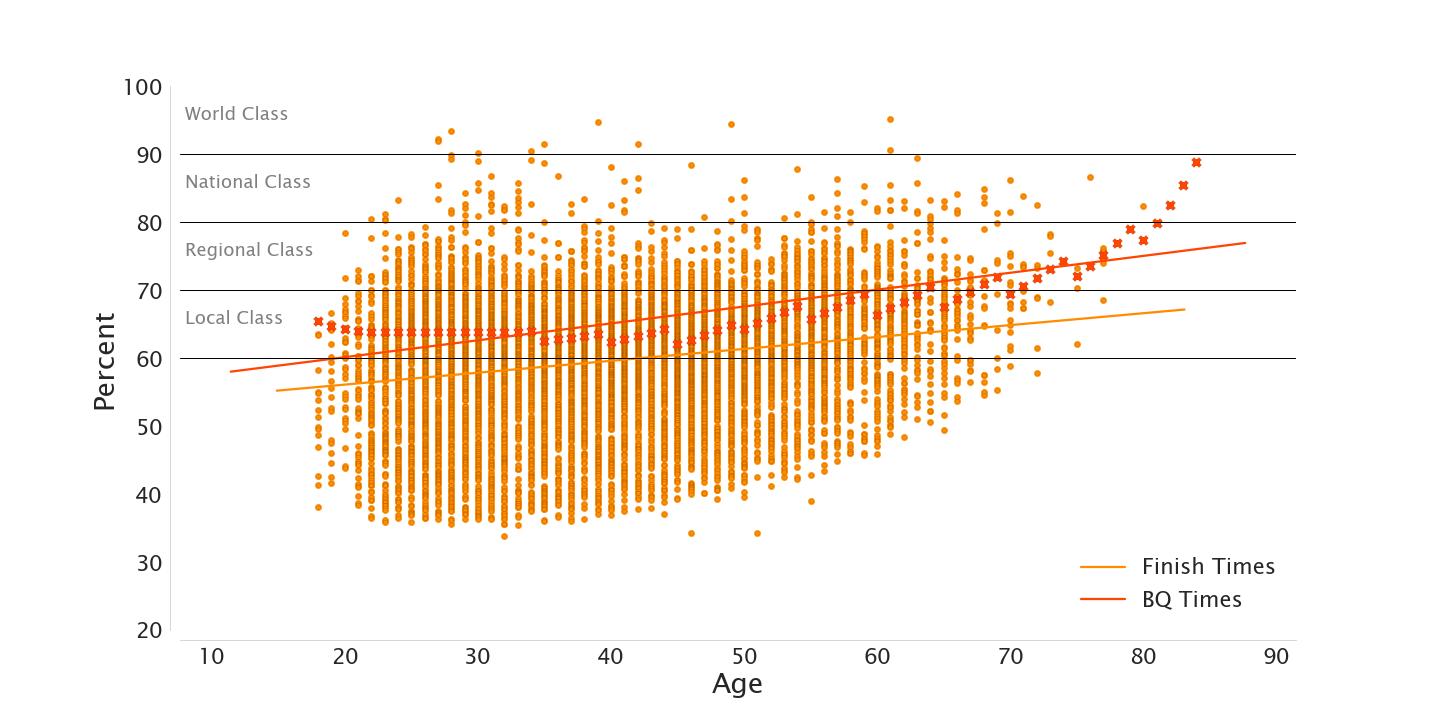 100
World Class
90
National Class
80
Regional Class
70
Local Class
60
50
40
30
20
Percent
Finish Times
BQ Times
10 20 30 40 50 60 70 80 90
Age